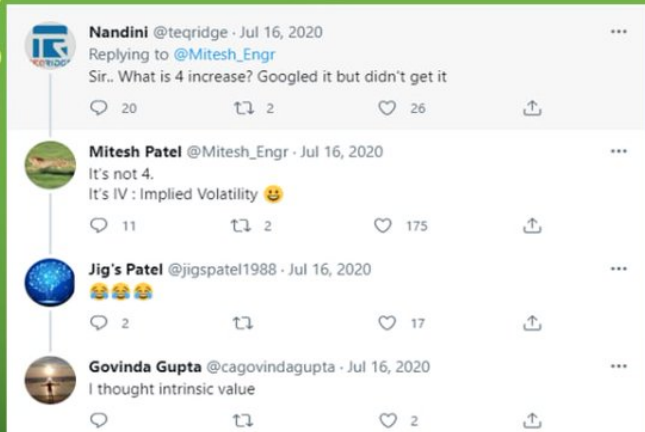 Nandini @teqridge · Jul 16, 2020
Replying to @Mitesh_Engr
Sir.. What is 4 increase? Googled it but didn't get it
20 2 26
Mitesh Patel @Mitesh_Engr · Jul 16, 2020
It's not 4.
It's IV : Implied Volatility 😀
11 2 175
Jig's Patel @jigspatel1988 · Jul 16, 2020
😂😂😂
2 17
Govinda Gupta @cagovindagupta · Jul 16, 2020
I thought intrinsic value
2